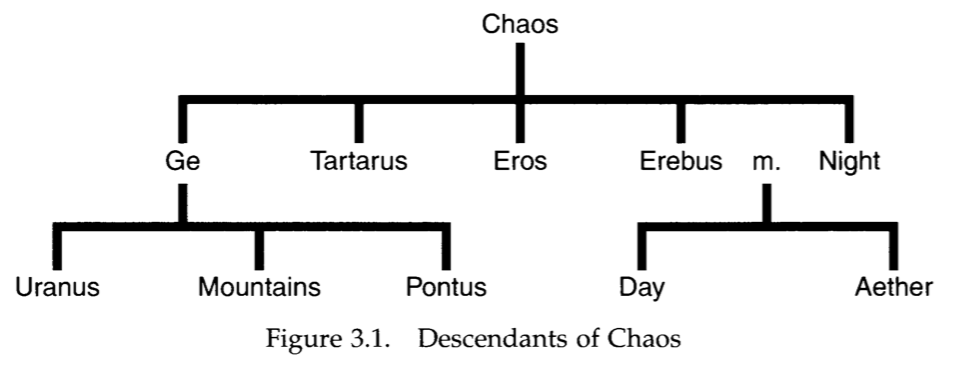 Chaos
Ge Tartarus Eros Erebus m. Night
Uranus Mountains Pontus Day Aether
Figure 3.1. Descendants of Chaos